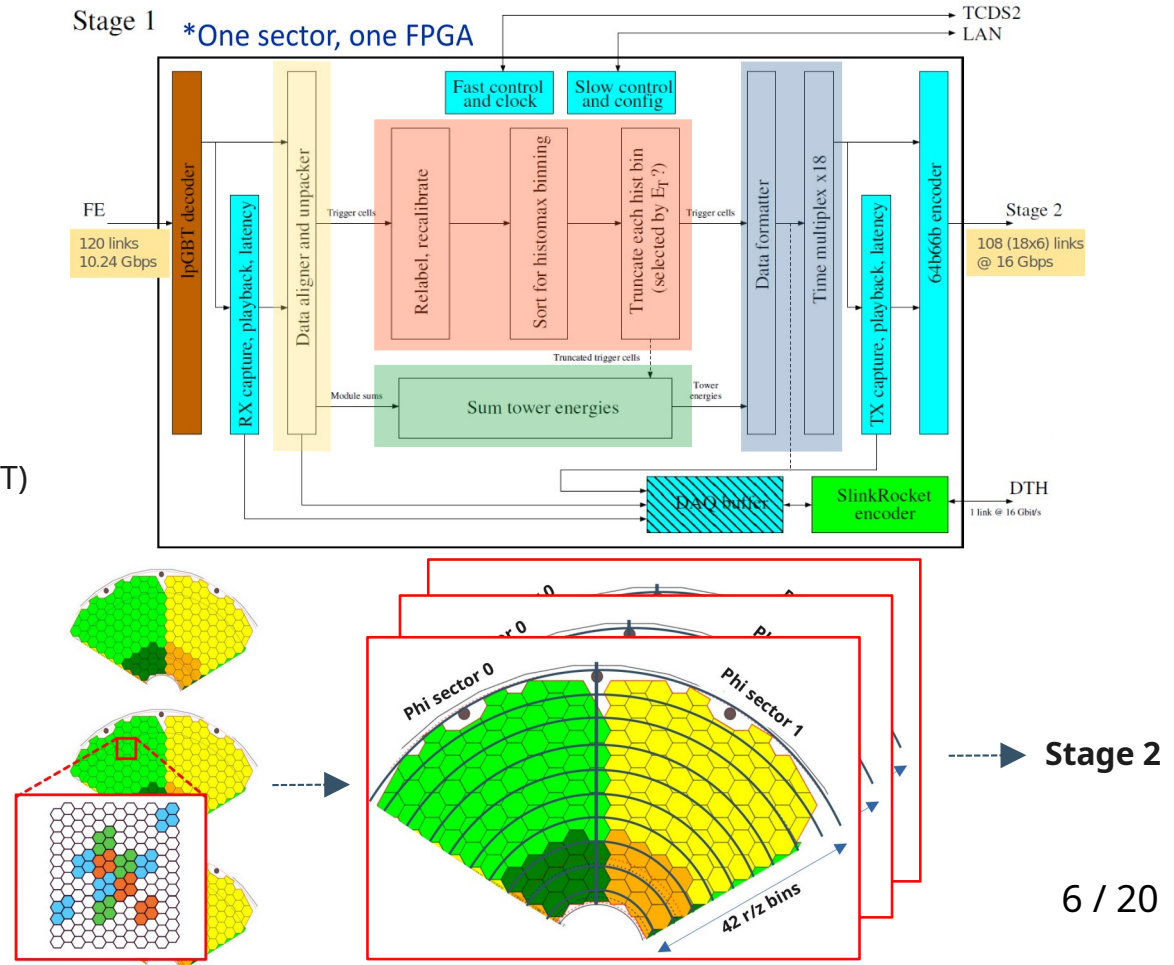 Stage 1
*One sector, one FPGA
TCDS2
LAN
Fast control
and clock
Slow control
and config
FE
120 links
10.24 Gbps
lpGBT decoder
RX capture, playback, latency
Data aligner and unpacker
Trigger cells
Relabel, recalibrate
Sort for histomax binning
Truncate each hist bin
(selected by ET ?)
Trigger cells
Data formatter
Time multiplex x18
TX capture, playback, latency
64b66b encoder
Stage 2
108 (18x6) links
@ 16 Gbps
Truncated trigger cells
Module sums
Sum tower energies
Tower
energies
T)
DAQ buffer
SlinkRocket
encoder
DTH
1 link @ 16 Gbit/s
or 0
Phi sector 0
Phi sector 1
42 r/z bins
Stage 2
6 / 20